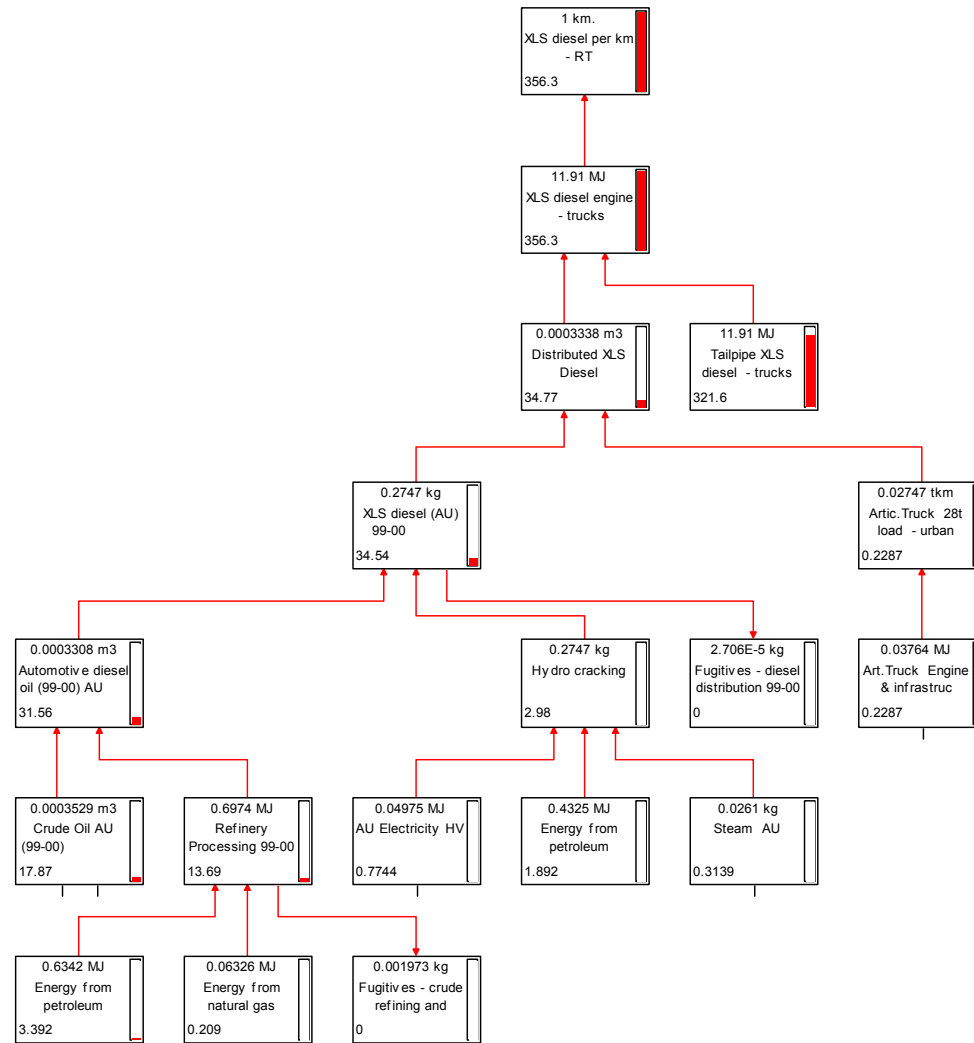 1 km.
XLS diesel per km
- RT
356.3
11.91 MJ
XLS diesel engine
- trucks
356.3
0.0003338 m3
Distributed XLS
Diesel
34.77
11.91 MJ
Tailpipe XLS
diesel - trucks
321.6
0.2747 kg
XLS diesel (AU)
99-00
34.54
0.02747 tkm
Artic.Truck 28t
load - urban
0.2287
0.0003308 m3
Automotive diesel
oil (99-00) AU
31.56
0.2747 kg
Hydro cracking
2.98
2.706E-5 kg
Fugitives - diesel
distribution 99-00
0
0.03764 MJ
Art.Truck Engine
& infrastruc
0.2287
0.0003529 m3
Crude Oil AU
(99-00)
17.87
0.6974 MJ
Refinery
Processing 99-00
13.69
0.04975 MJ
AU Electricity HV
0.7744
0.4325 MJ
Energy from
petroleum
1.892
0.0261 kg
Steam AU
0.3139
0.6342 MJ
Energy from
petroleum
3.392
0.06326 MJ
Energy from
natural gas
0.209
0.001973 kg
Fugitives - crude
refining and
0